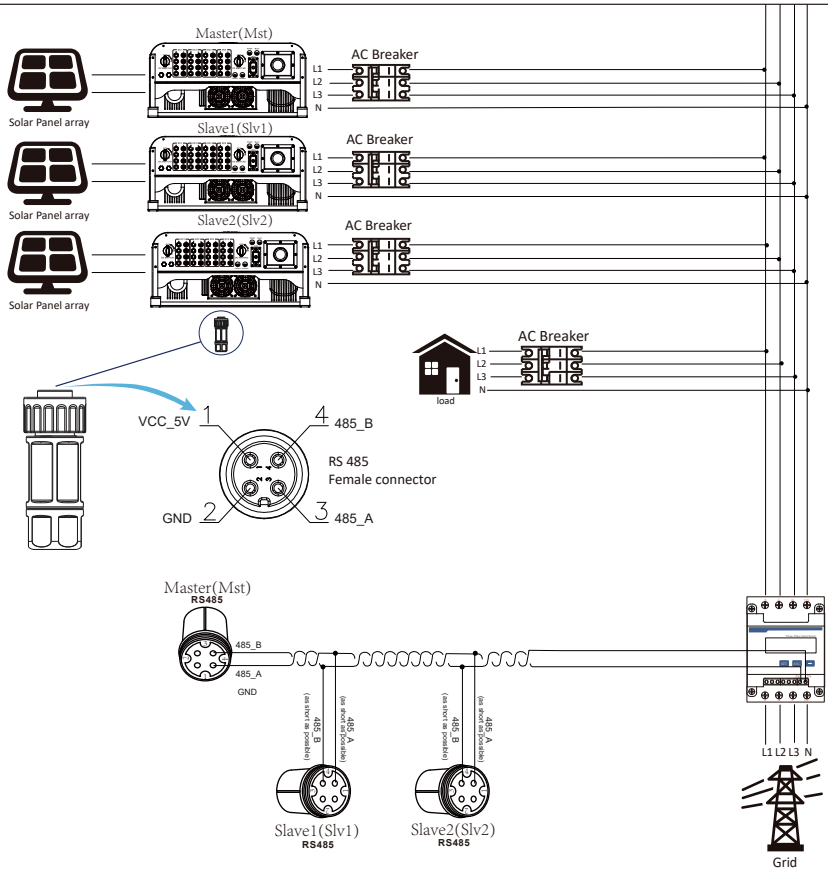 Master(Mst)
AC Breaker
L1
L2
L3
N
Solar Panel array
Slave1(Slv1)
AC Breaker
L1
L2
L3
N
Solar Panel array
Slave2(Slv2)
AC Breaker
L1
L2
L3
N
Solar Panel array
AC Breaker
L1
L2
L3
N
load
VCC_5V
1
4
485_B
RS 485
Female connector
GND
2
3
485_A
1
4
2
3
Master(Mst)
RS485
485_B
485_A
GND
485_B
(as short as possible)
485_A
(as short as possible)
485_B
(as short as possible)
485_A
(as short as possible)
Slave1(Slv1)
RS485
Slave2(Slv2)
RS485
L1 L2 L3 N
Grid